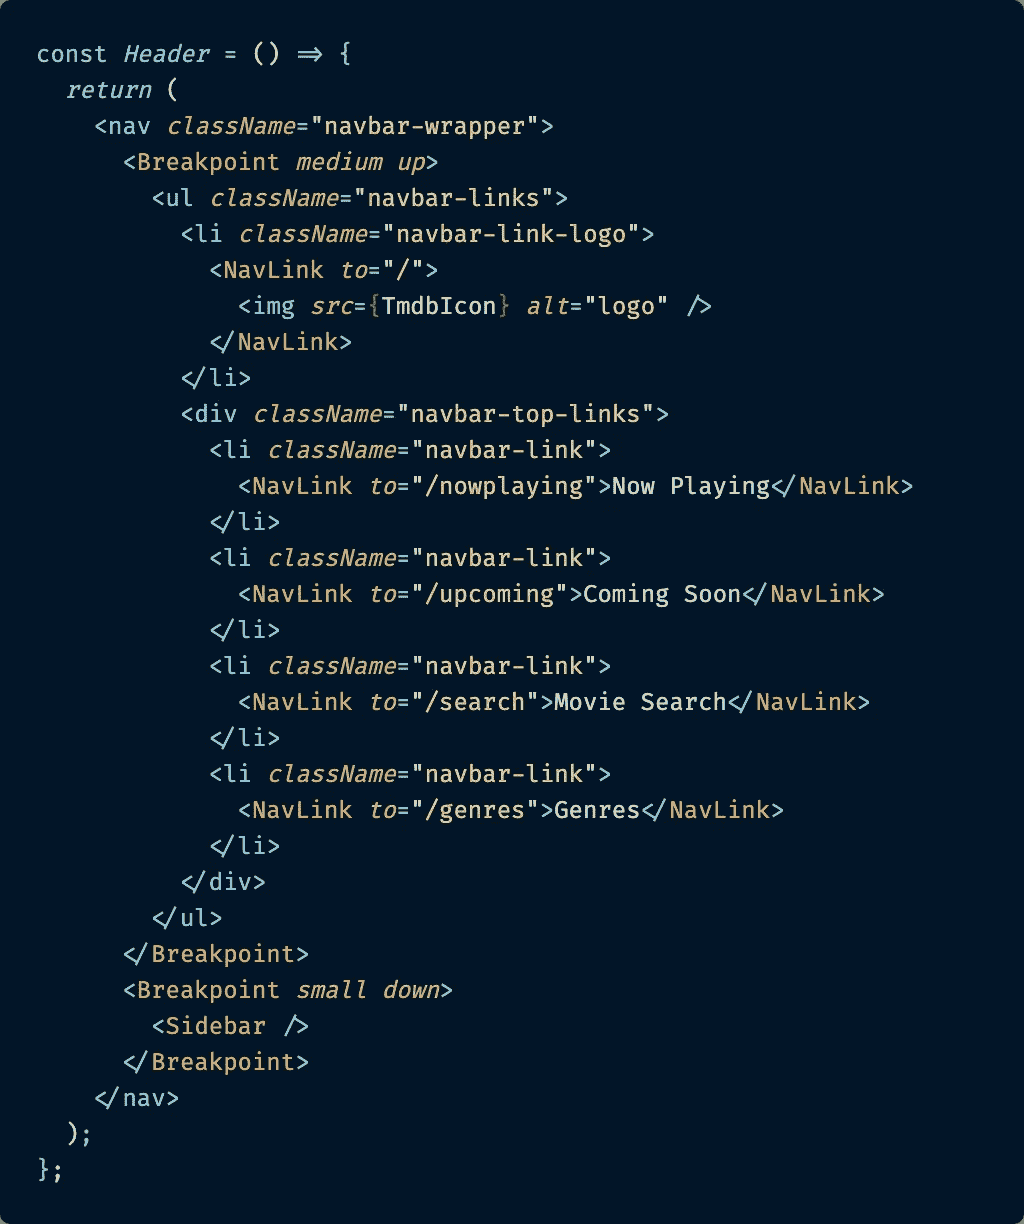 const Header = () => {
  return (
    <nav className="navbar-wrapper">
      <Breakpoint medium up>
        <ul className="navbar-links">
          <li className="navbar-link-logo">
            <NavLink to="/">
              <img src={TmdbIcon} alt="logo" />
            </NavLink>
          </li>
          <div className="navbar-top-links">
            <li className="navbar-link">
              <NavLink to="/nowplaying">Now Playing</NavLink>
            </li>
            <li className="navbar-link">
              <NavLink to="/upcoming">Coming Soon</NavLink>
            </li>
            <li className="navbar-link">
              <NavLink to="/search">Movie Search</NavLink>
            </li>
            <li className="navbar-link">
              <NavLink to="/genres">Genres</NavLink>
            </li>
          </div>
        </ul>
      </Breakpoint>
      <Breakpoint small down>
        <Sidebar />
      </Breakpoint>
    </nav>
  );
};